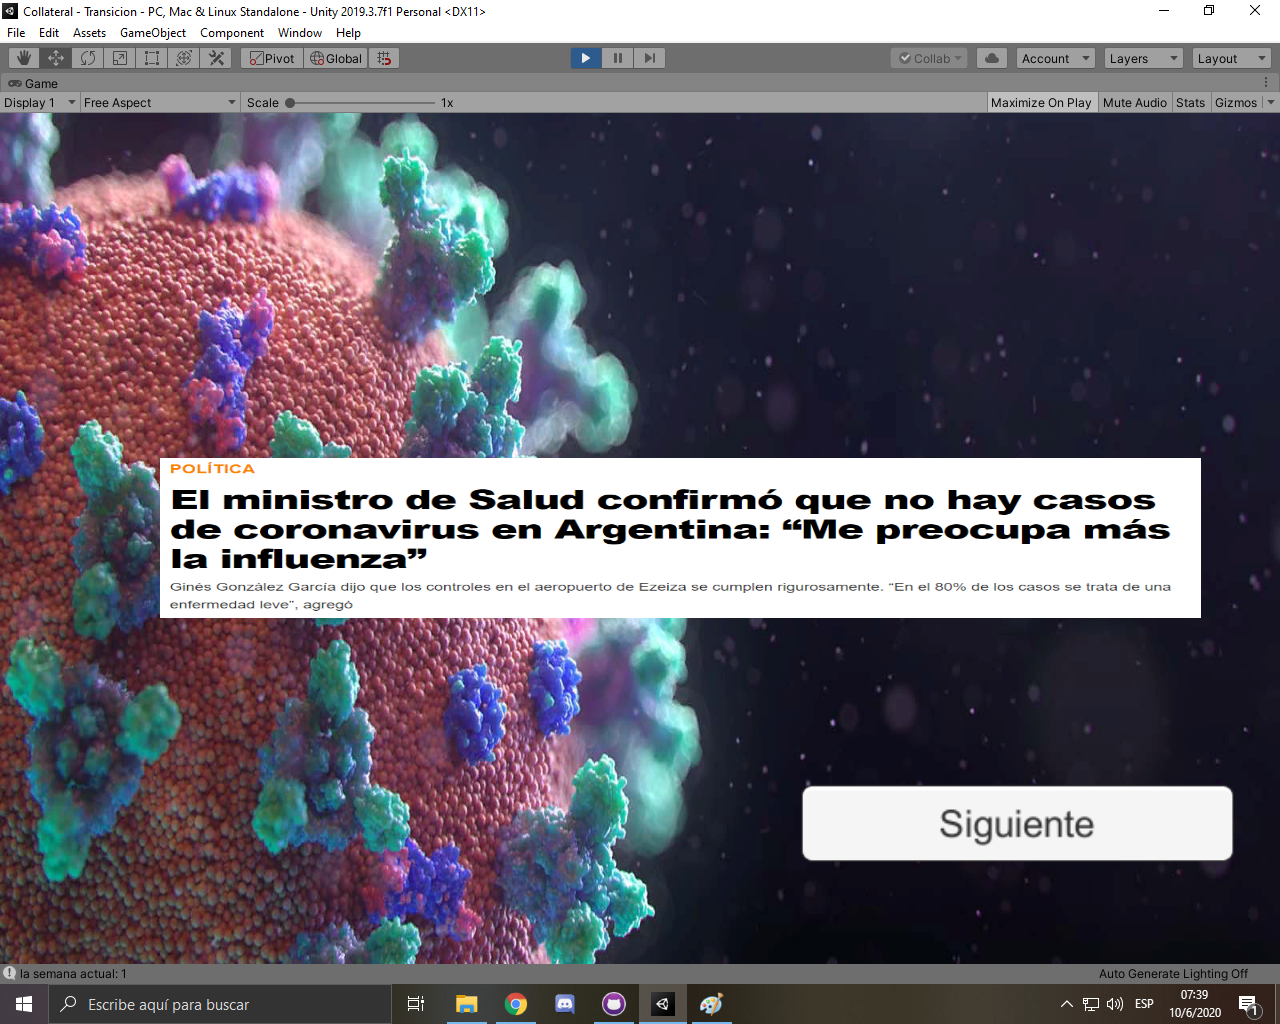 Collateral - Transicion - PC, Mac & Linux Standalone - Unity 2019.3.7f1 Personal <DX11>
File Edit Assets GameObject Component Window Help
Pivot Global Collab Account Layers Layout
Game
Display 1 Free Aspect Scale 1x Maximize On Play Mute Audio Stats Gizmos
POLÍTICA
El ministro de Salud confirmó que no hay casos
de coronavirus en Argentina: “Me preocupa más
la influenza”
Ginés González García dijo que los controles en el aeropuerto de Ezeiza se cumplen rigurosamente. “En el 80% de los casos se trata de una
enfermedad leve”, agregó
Siguiente
la semana actual: 1 Auto Generate Lighting Off
Escribe aquí para buscar
ESP
07:39
10/6/2020
1